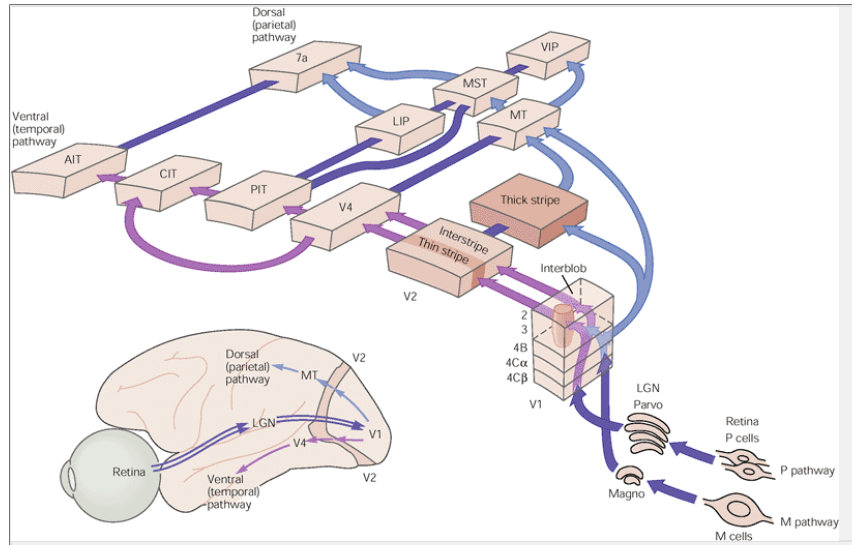 Dorsal
(parietal)
pathway
7a
VIP
MST
LIP
MT
Ventral
(temporal)
pathway
AIT
CIT
PIT
V4
Thick stripe
Interstripe
Thin stripe
V2
Interblob
2
3
4B
4Cα
4Cβ
V1
LGN
Parvo
Retina
P cells
P pathway
Magno
M pathway
M cells
Dorsal
(parietal)
pathway
MT
V2
LGN
V4
V1
Retina
V2
Ventral
(temporal)
pathway